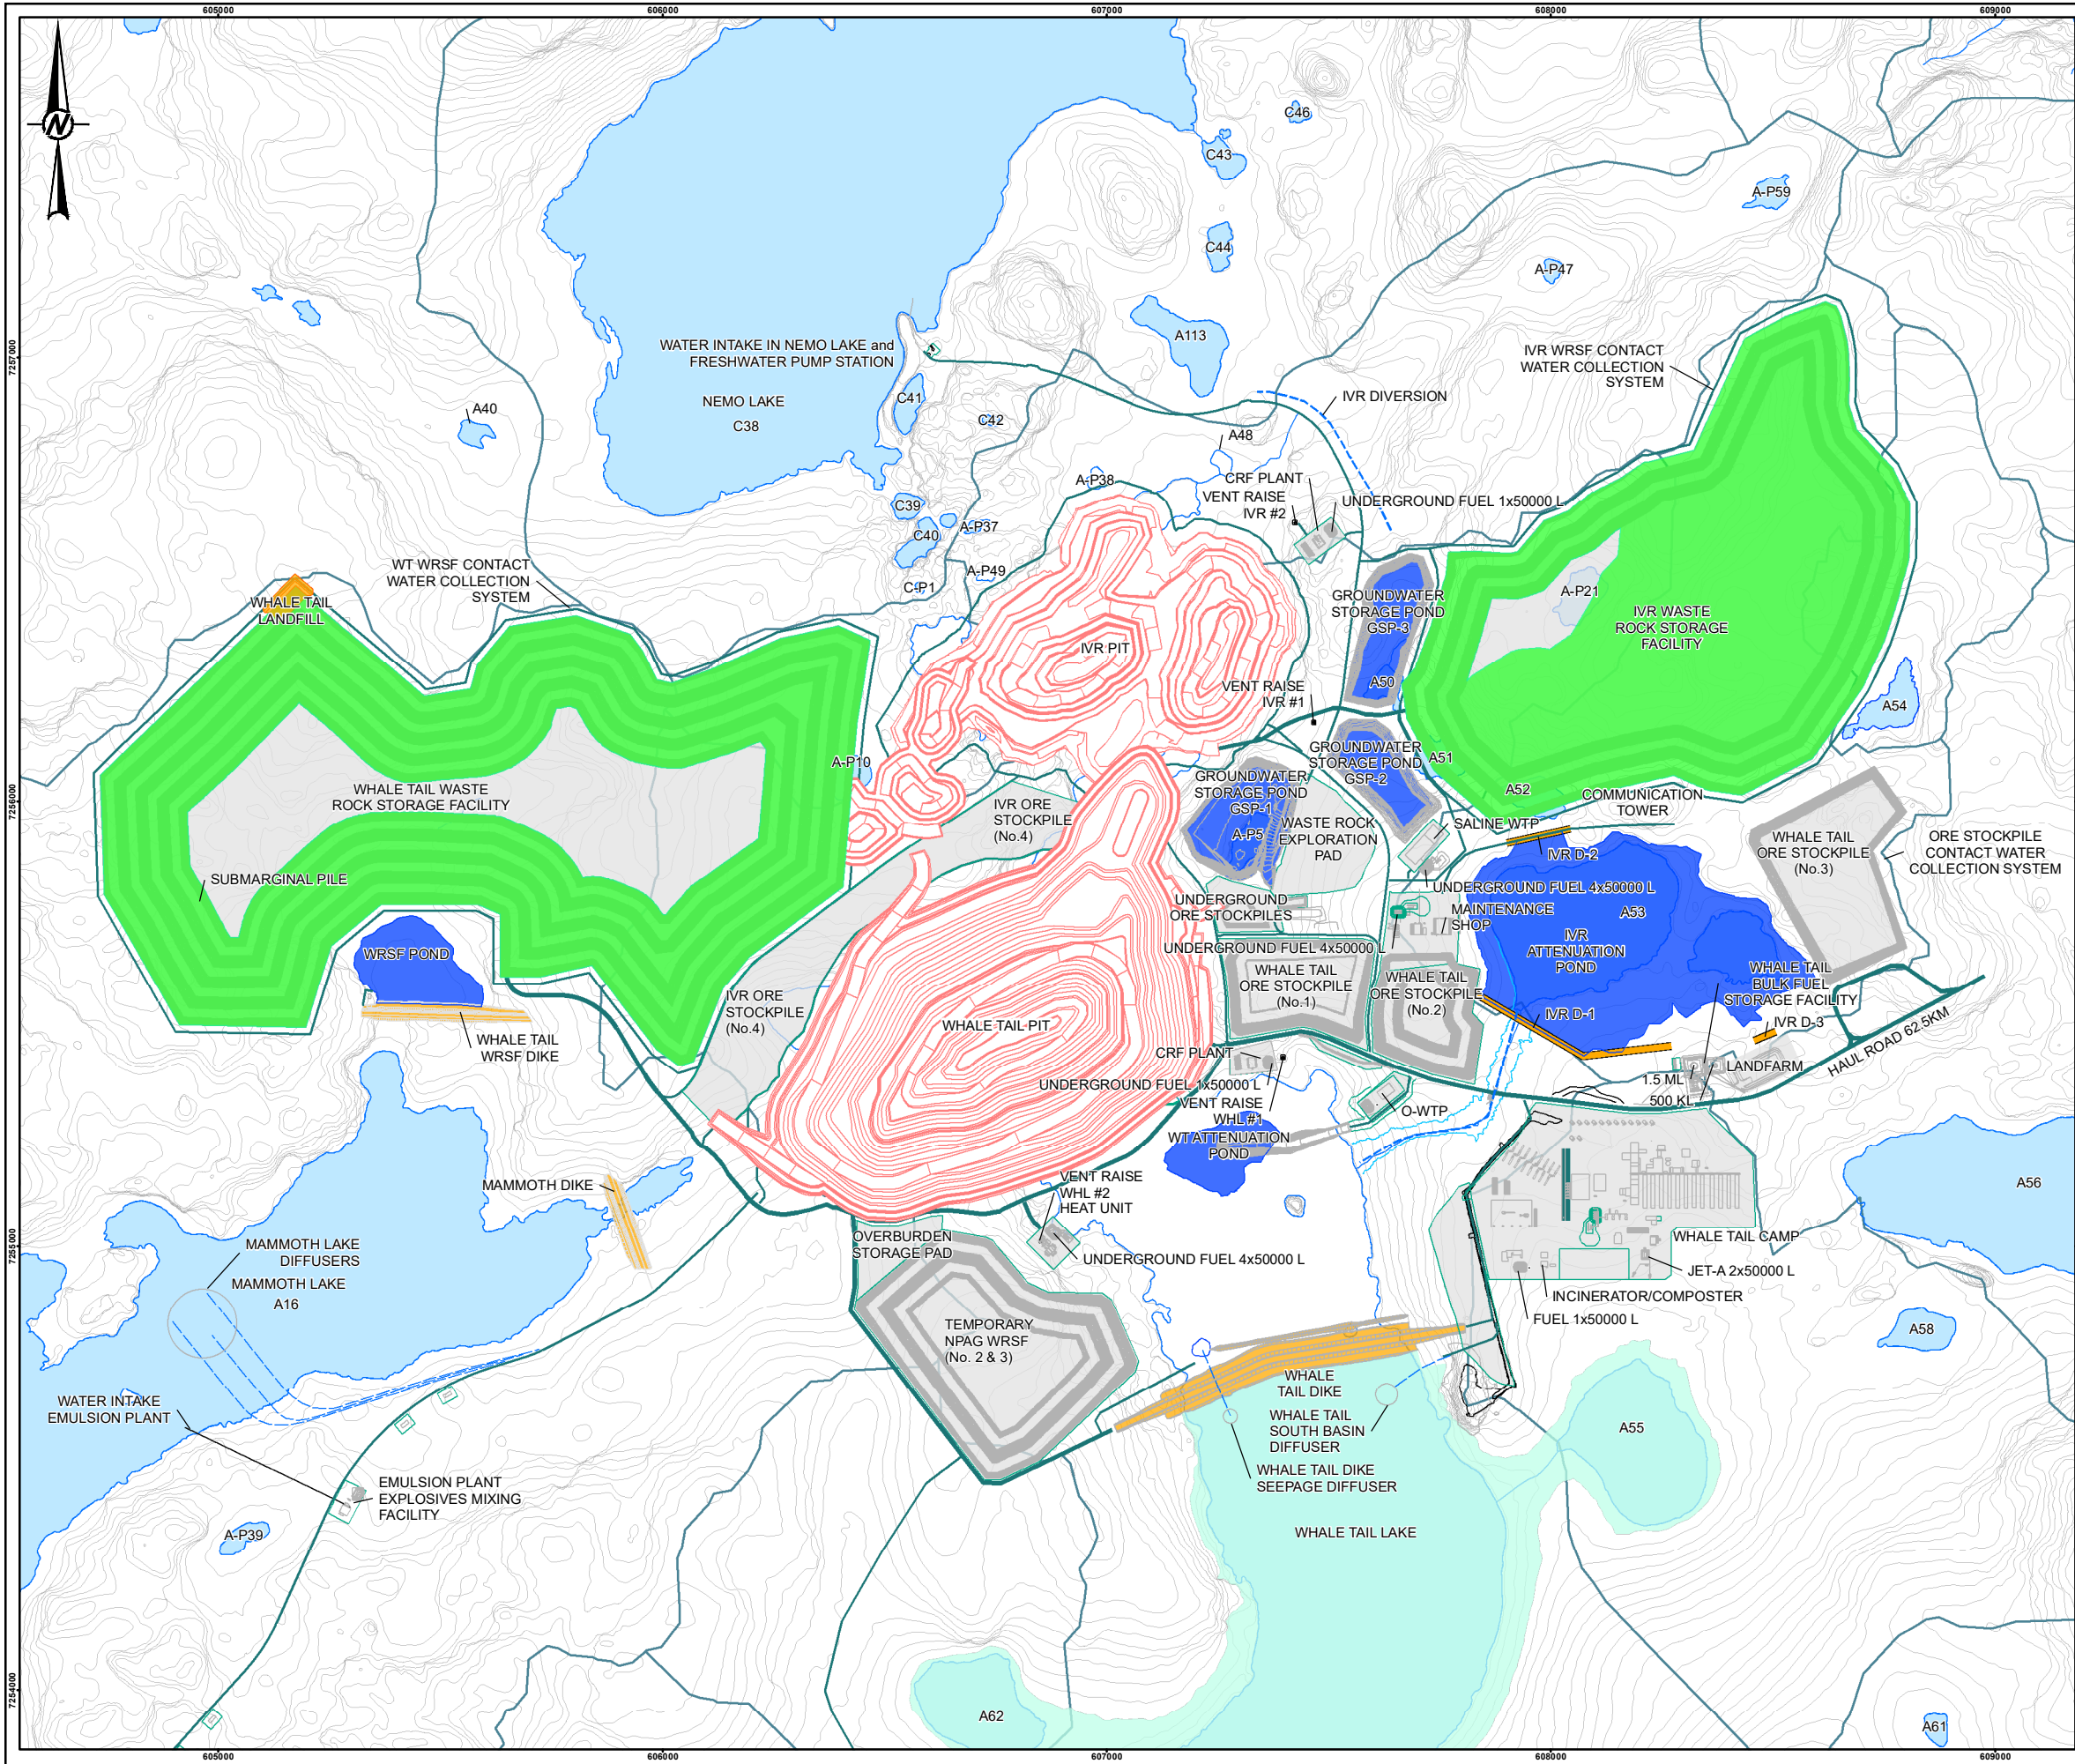 605000
606000
607000
608000
609000
N
C46
C43
A-P59
C44
A-P47
7257000
A113
WATER INTAKE IN NEMO LAKE and
FRESHWATER PUMP STATION
IVR WRSF CONTACT
WATER COLLECTION
SYSTEM
NEMO LAKE
C38
C41
IVR DIVERSION
A40
C42
A48
A-P38
CRF PLANT
VENT RAISE
IVR #2
UNDERGROUND FUEL 1x50000 L
C39
C40
A-P37
WT WRSF CONTACT
WATER COLLECTION
SYSTEM
A-P49
C-P1
WHALE TAIL
LANDFILL
GROUNDWATER
STORAGE POND
GSP-3
A-P21
IVR WASTE
ROCK STORAGE
FACILITY
IVR PIT
VENT RAISE
IVR #1
A50
A54
A-P10
GROUNDWATER
STORAGE POND
GSP-2
A51
GROUNDWATER
STORAGE POND
GSP-1
A-P5
A52
COMMUNICATION
TOWER
7256000
WHALE TAIL WASTE
ROCK STORAGE FACILITY
IVR ORE
STOCKPILE
(No.4)
WASTE ROCK
EXPLORATION
PAD
SALINE WTP
IVR D-2
WHALE TAIL
ORE STOCKPILE
(No.3)
ORE STOCKPILE
CONTACT WATER
COLLECTION SYSTEM
SUBMARGINAL PILE
UNDERGROUND FUEL 4x50000 L
UNDERGROUND
ORE STOCKPILES
MAINTENANCE
SHOP
A53
IVR
ATTENUATION
POND
WRSF POND
UNDERGROUND FUEL 4x50000 L
WHALE TAIL
ORE STOCKPILE
(No.1)
WHALE TAIL
ORE STOCKPILE
(No.2)
WHALE TAIL
BULK FUEL
STORAGE FACILITY
IVR ORE
STOCKPILE
(No.4)
WHALE TAIL PIT
IVR D-1
IVR D-3
WHALE TAIL
WRSF DIKE
HAUL ROAD 62.5KM
CRF PLANT
UNDERGROUND FUEL 1x50000 L
LANDFARM
1.5 ML
500 KL
VENT RAISE
WHL #1
O-WTP
WT ATTENUATION
POND
MAMMOTH DIKE
VENT RAISE
WHL #2
HEAT UNIT
A56
7255000
MAMMOTH LAKE
DIFFUSERS
MAMMOTH LAKE
A16
OVERBURDEN
STORAGE PAD
UNDERGROUND FUEL 4x50000 L
WHALE TAIL CAMP
JET-A 2x50000 L
INCINERATOR/COMPOSTER
FUEL 1x50000 L
TEMPORARY
NPAG WRSF
(No. 2 & 3)
A58
WHALE
TAIL DIKE
WATER INTAKE
EMULSION PLANT
WHALE TAIL
SOUTH BASIN
DIFFUSER
A55
WHALE TAIL DIKE
SEEPAGE DIFFUSER
EMULSION PLANT
EXPLOSIVES MIXING
FACILITY
A-P39
WHALE TAIL LAKE
7254000
A62
A61
605000
606000
607000
608000
609000